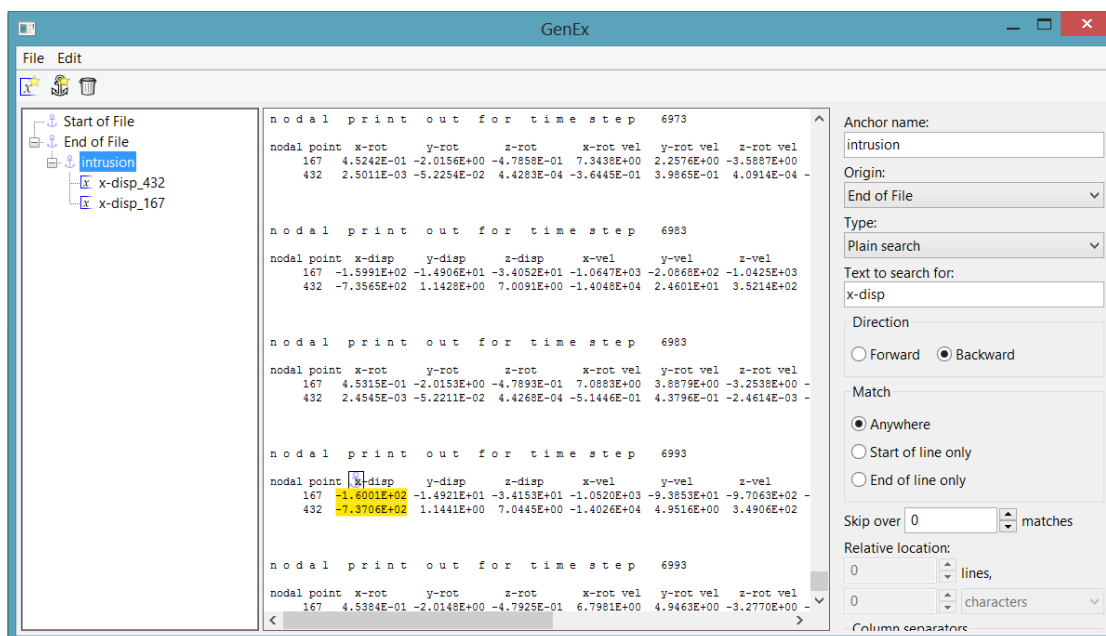 GenEx
File Edit
Start of File
End of File
intrusion
x x-disp_432
x x-disp_167
n o d a l   p r i n t   o u t   f o r   t i m e   s t e p   6973
nodal point x-rot y-rot z-rot x-rot vel y-rot vel z-rot vel
167 4.5242E-01 -2.0156E+00 -4.7858E-01 7.3438E+00 2.2576E+00 -3.5887E+00
432 2.5011E-03 -5.2254E-02 4.4283E-04 -3.6445E-01 3.9865E-01 4.0914E-04 -
n o d a l   p r i n t   o u t   f o r   t i m e   s t e p   6983
nodal point x-disp y-disp z-disp x-vel y-vel z-vel
167 -1.5991E+02 -1.4906E+01 -3.4052E+01 -1.0647E+03 -2.0868E+02 -1.0425E+03
432 -7.3565E+02 1.1428E+00 7.0091E+00 -1.4048E+04 2.4601E+01 3.5214E+02
n o d a l   p r i n t   o u t   f o r   t i m e   s t e p   6983
nodal point x-rot y-rot z-rot x-rot vel y-rot vel z-rot vel
167 4.5315E-01 -2.0153E+00 -4.7893E-01 7.0883E+00 3.8879E+00 -3.2538E+00 -
432 2.4545E-03 -5.2211E-02 4.4268E-04 -5.1446E-01 4.3796E-01 -2.4614E-03 -
n o d a l   p r i n t   o u t   f o r   t i m e   s t e p   6993
nodal point x-disp y-disp z-disp x-vel y-vel z-vel
167 -1.6001E+02 -1.4921E+01 -3.4153E+01 -1.0520E+03 -9.3853E+01 -9.7063E+02 -
432 -7.3706E+02 1.1441E+00 7.0445E+00 -1.4026E+04 4.9516E+00 3.4906E+02
n o d a l   p r i n t   o u t   f o r   t i m e   s t e p   6993
nodal point x-rot y-rot z-rot x-rot vel y-rot vel z-rot vel
167 4.5384E-01 -2.0148E+00 -4.7925E-01 6.7981E+00 4.9463E+00 -3.2770E+00 -
Anchor name:
intrusion
Origin:
End of File
Type:
Plain search
Text to search for:
x-disp
Direction
Forward Backward
Match
Anywhere
Start of line only
End of line only
Skip over 0 matches
Relative location:
0 lines,
0 characters
Column separators